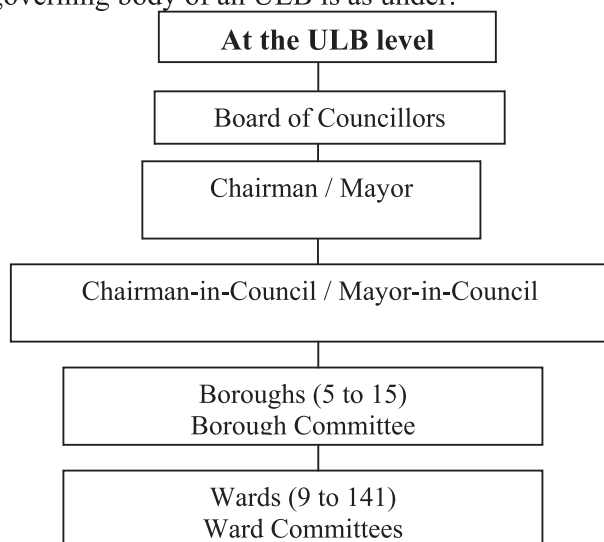 governing body of an ULB is as under:
At the ULB level
Board of Councillors
Chairman / Mayor
Chairman-in-Council / Mayor-in-Council
Boroughs (5 to 15)
Borough Committee
Wards (9 to 141)
Ward Committees